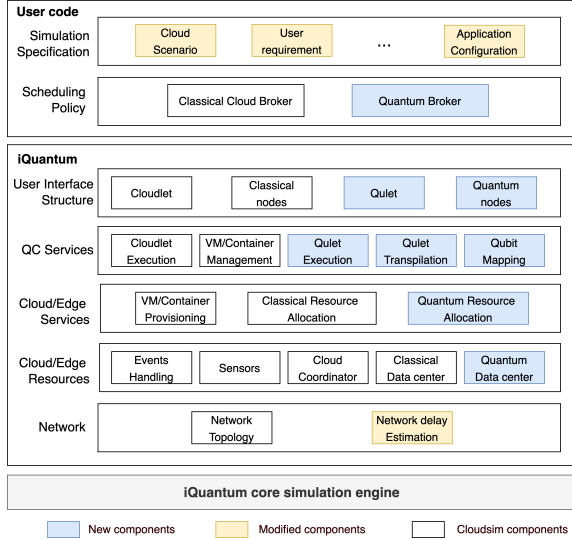 User code
Simulation
Specification
Cloud
Scenario
User
requirement
...
Application
Configuration
Scheduling
Policy
Classical Cloud Broker
Quantum Broker
iQuantum
User Interface
Structure
Cloudlet
Classical
nodes
Qulet
Quantum
nodes
QC Services
Cloudlet
Execution
VM/Container
Management
Qulet
Execution
Qulet
Transpilation
Qubit
Mapping
Cloud/Edge
Services
VM/Container
Provisioning
Classical Resource
Allocation
Quantum Resource
Allocation
Cloud/Edge
Resources
Events
Handling
Sensors
Cloud
Coordinator
Classical
Data center
Quantum
Data center
Network
Network
Topology
Network delay
Estimation
iQuantum core simulation engine
New components
Modified components
Cloudsim components